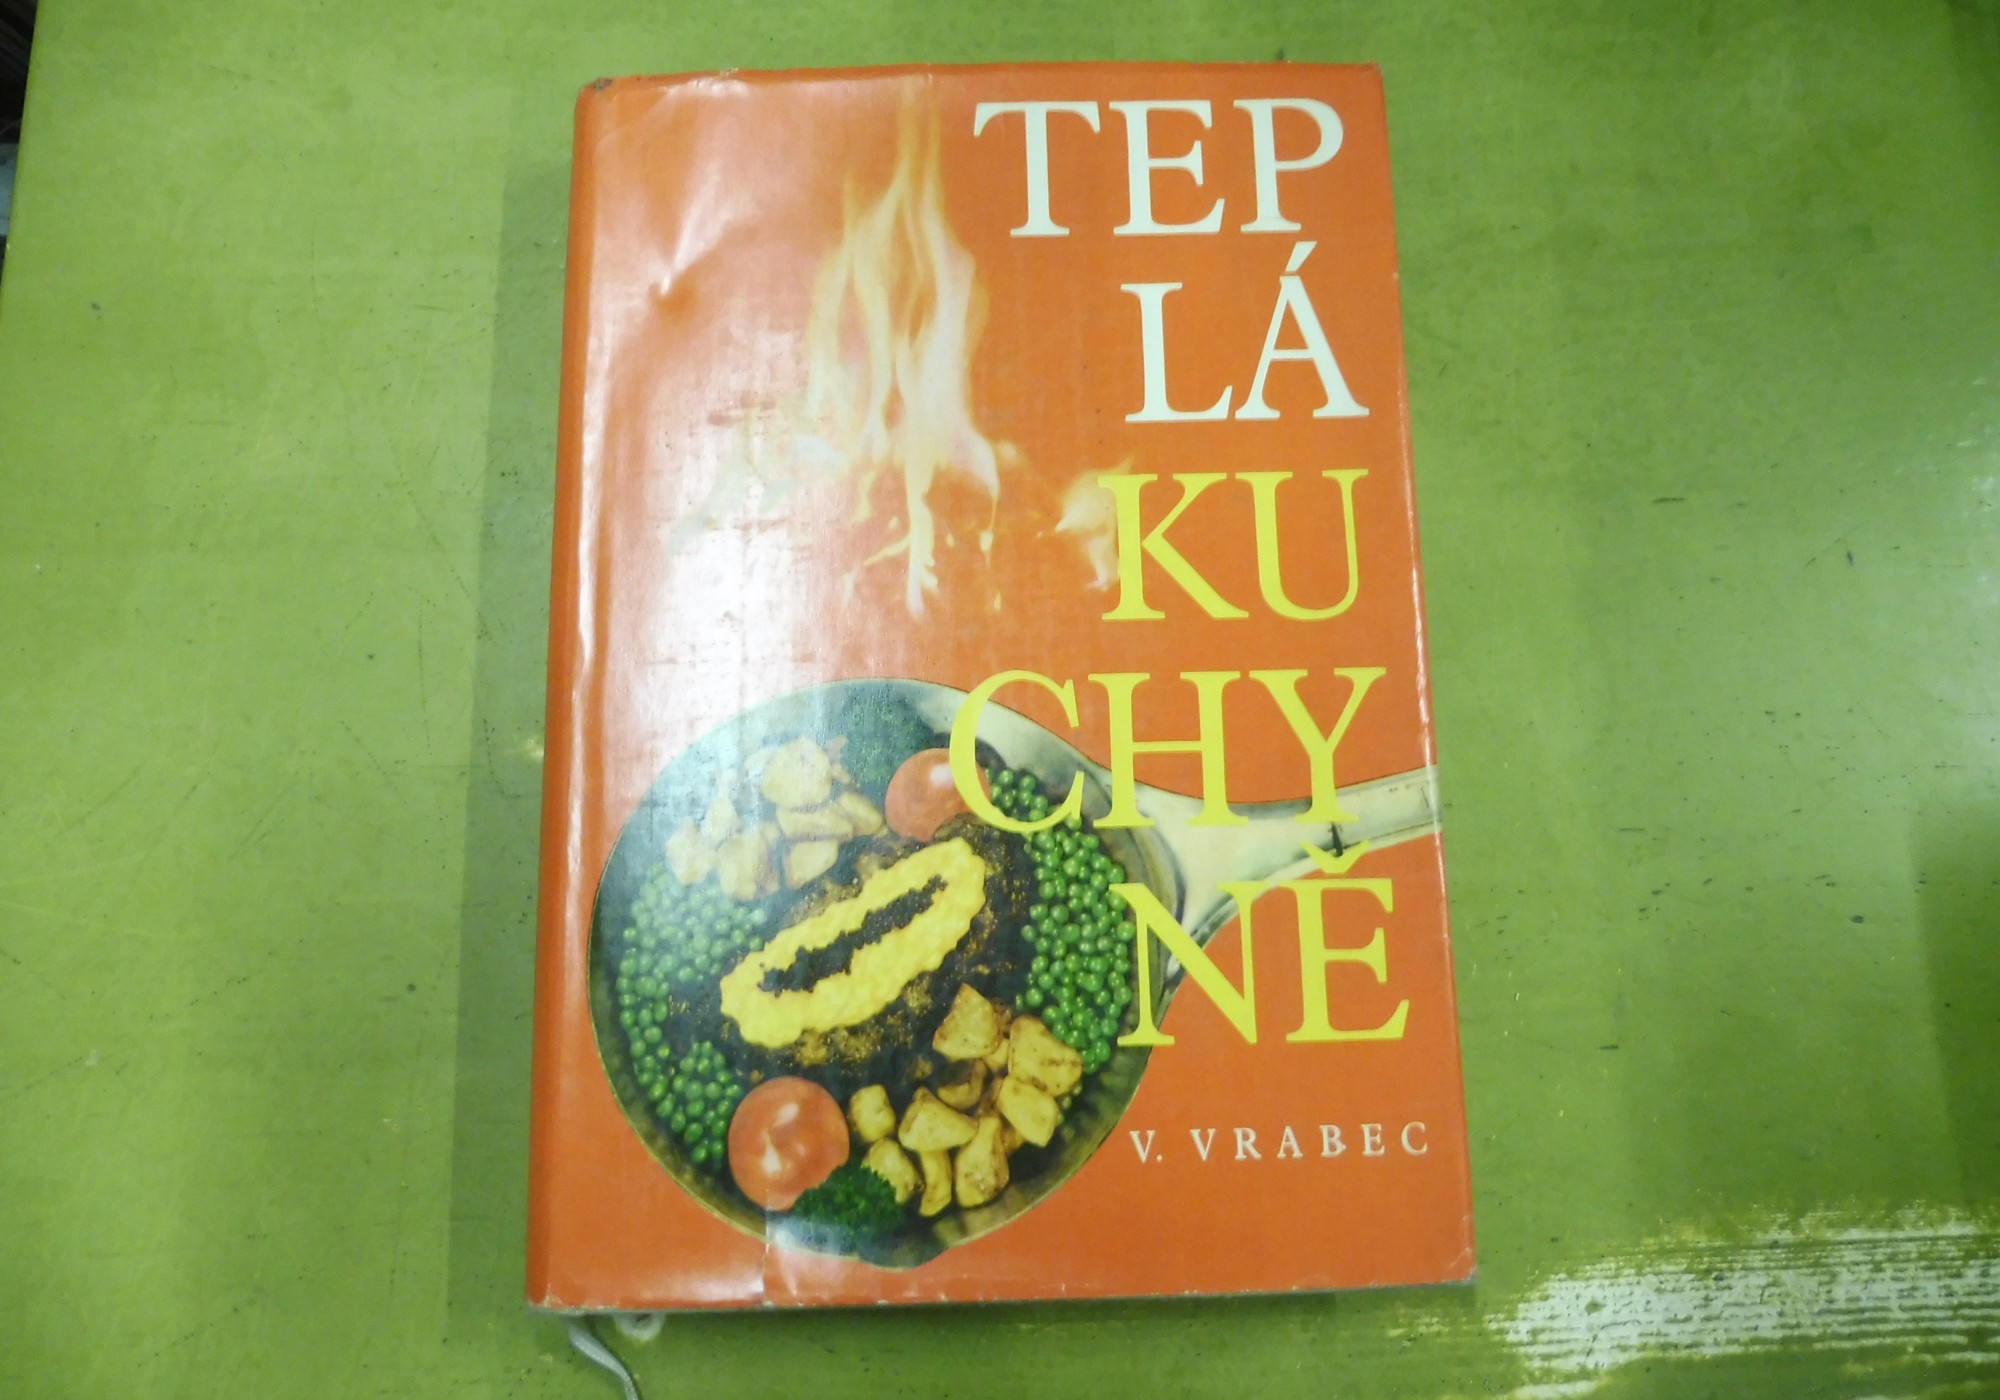 TEP
LÁ
KU
CHY
NĚ
V. VRABEC